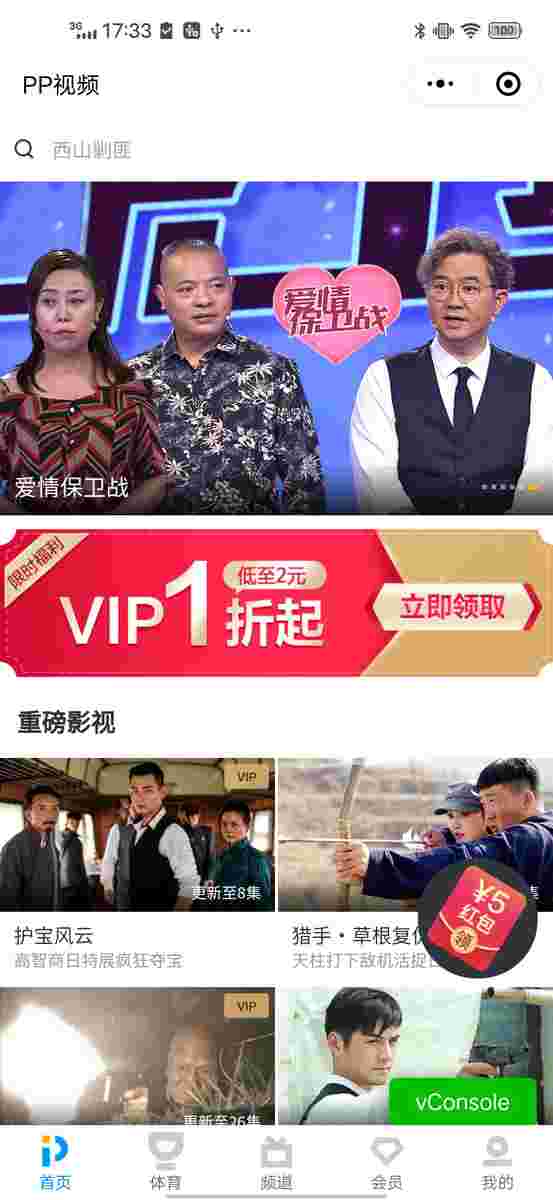 3G 17:33 ··· 100
PP视频
西山剿匪
爱情
保卫战
爱情保卫战
限时福利
VIP1折起
低至2元
立即领取
重磅影视
VIP
更新至8集
集
护宝风云
高智商日特展疯狂夺宝
猎手·草根复仇
天柱打下敌机活捉
¥5
红包
领
VIP
更新至26集
vConsole
首页
体育
频道
会员
我的